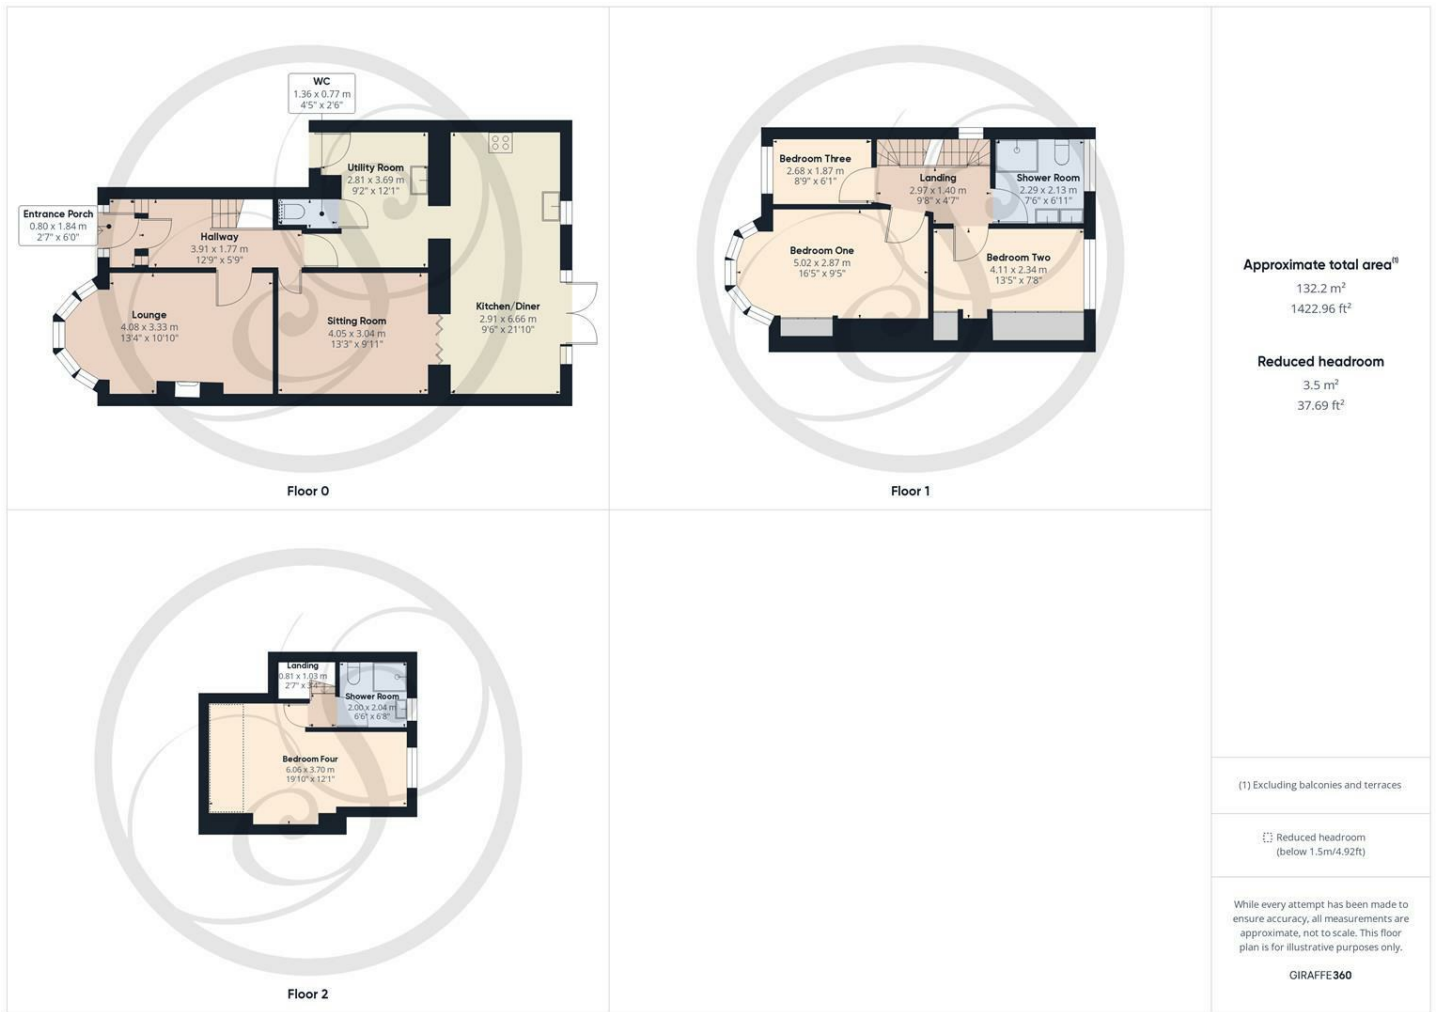 WC
1.36 x 0.77 m
4'5" x 2'6"
Utility Room
2.81 x 3.69 m
9'2" x 12'1"
Entrance Porch
0.80 x 1.84 m
2'7" x 6'0"
Hallway
3.91 x 1.77 m
12'9" x 5'9"
Lounge
4.08 x 3.33 m
13'4" x 10'10"
Sitting Room
4.05 x 3.04 m
13'3" x 9'11"
Kitchen/Diner
2.91 x 6.66 m
9'6" x 21'10"
Floor 0
Bedroom Three
2.68 x 1.87 m
8'9" x 6'1"
Landing
2.97 x 1.40 m
9'8" x 4'7"
Shower Room
2.29 x 2.13 m
7'6" x 6'11"
Bedroom One
5.02 x 2.87 m
16'5" x 9'5"
Bedroom Two
4.11 x 2.34 m
13'5" x 7'8"
Floor 1
Landing
0.81 x 1.03 m
2'7" x 3'4"
Shower Room
2.00 x 2.04 m
6'6" x 6'8"
Bedroom Four
6.06 x 3.70 m
19'10" x 12'1"
Floor 2
Approximate total area(1)
132.2 m²
1422.96 ft²
Reduced headroom
3.5 m²
37.69 ft²
(1) Excluding balconies and terraces
Reduced headroom
(below 1.5m/4.92ft)
While every attempt has been made to
ensure accuracy, all measurements are
approximate, not to scale. This floor
plan is for illustrative purposes only.
GIRAFFE360